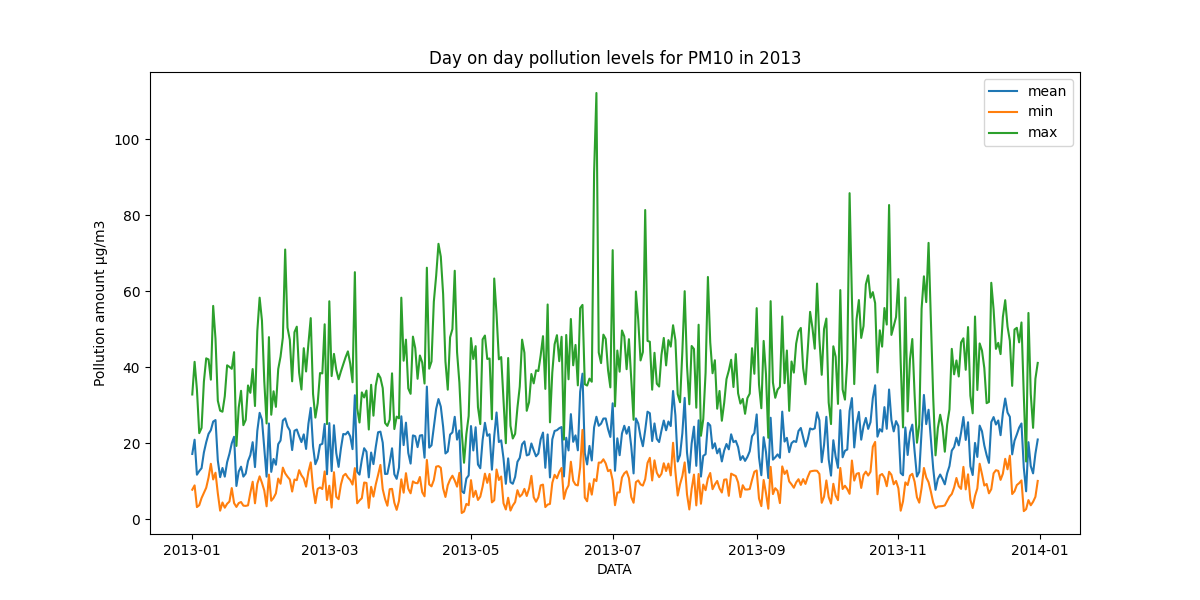 Day on day pollution levels for PM10 in 2013
mean
min
max
Pollution amount µg/m3
100
80
60
40
20
0
2013-01 2013-03 2013-05 2013-07 2013-09 2013-11 2014-01
DATA